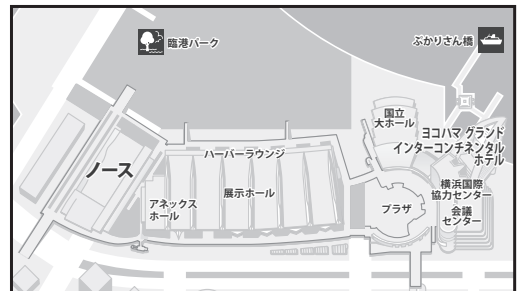 臨港パーク
ぷかりさん橋
国立
大ホール
ヨコハマ グランド
インターコンチネンタル
ホテル
ハーバーラウンジ
ノース
展示ホール
アネックス
ホール
プラザ
横浜国際
協力センター
会議
センター